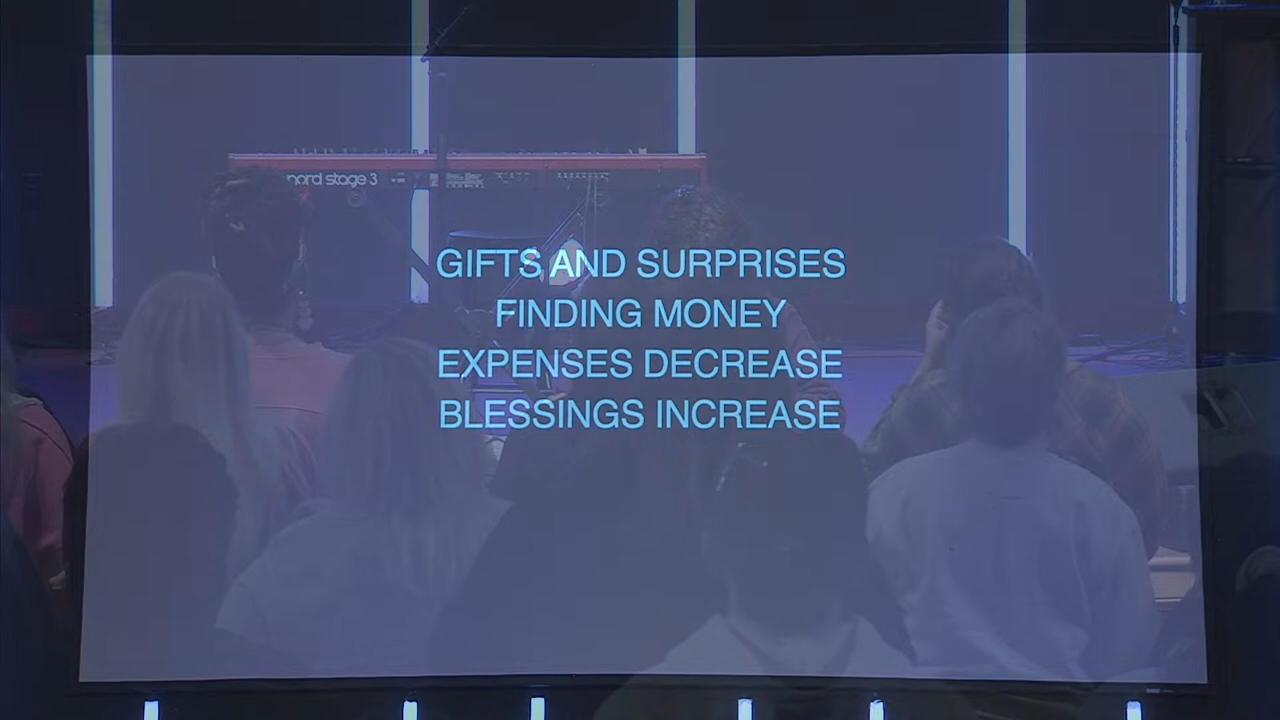 nord stage 3
GIFTS AND SURPRISES
FINDING MONEY
EXPENSES DECREASE
BLESSINGS INCREASE